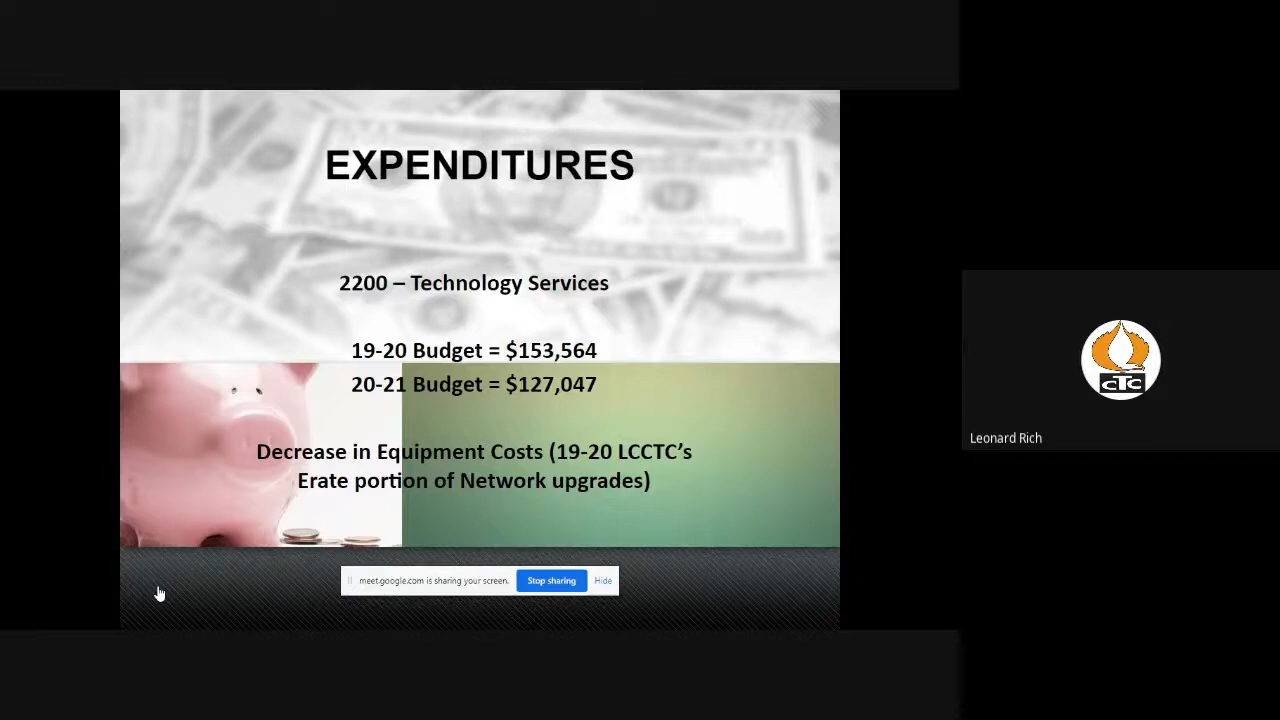 EXPENDITURES
2200 – Technology Services
19-20 Budget = $153,564
20-21 Budget = $127,047
Decrease in Equipment Costs (19-20 LCCTC’s
Erate portion of Network upgrades)
meet.google.com is sharing your screen.
Stop sharing
Hide
CTC
Leonard Rich